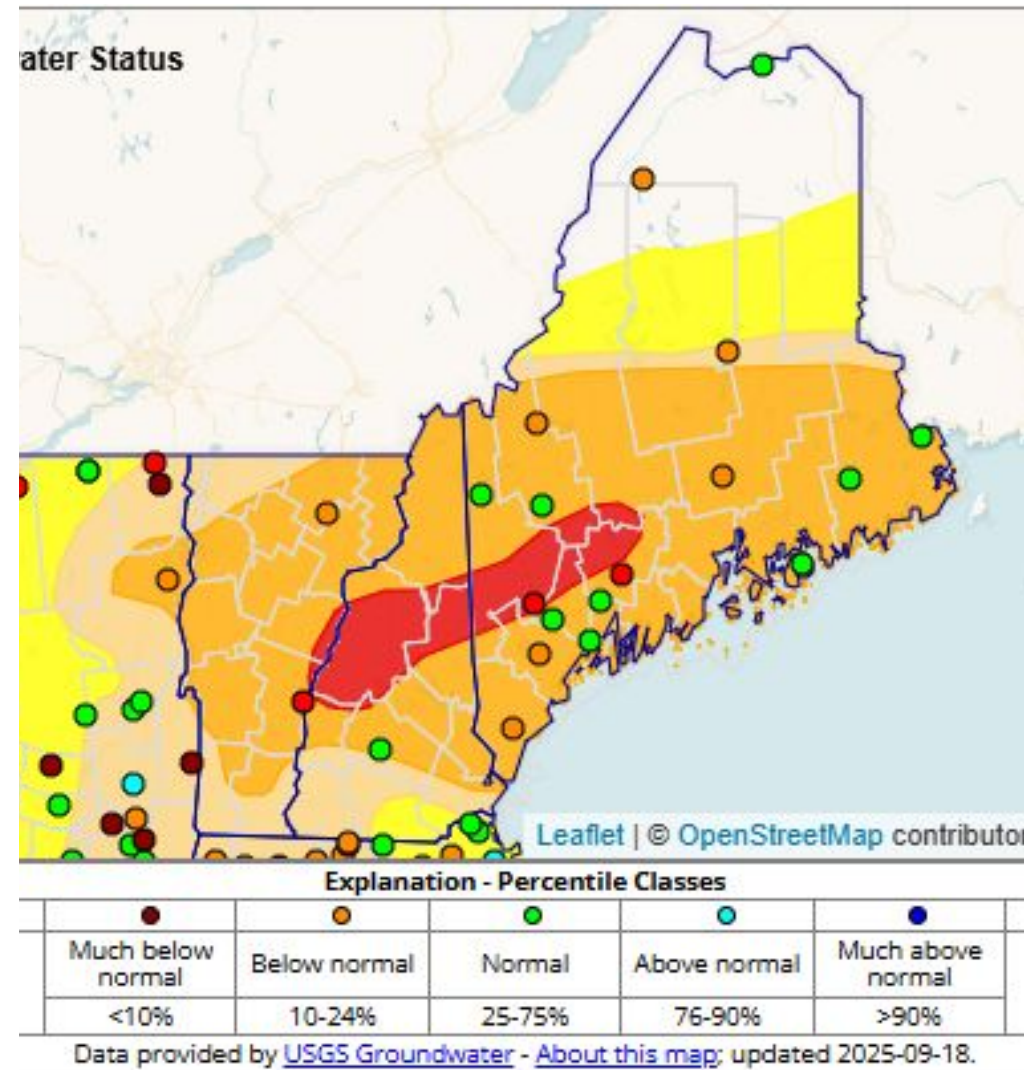 ater Status
Leaflet | © OpenStreetMap contributor
Explanation - Percentile Classes
Much below normal
Below normal
Normal
Above normal
Much above normal
<10%
10-24%
25-75%
76-90%
>90%
Data provided by USGS Groundwater - About this map; updated 2025-09-18.